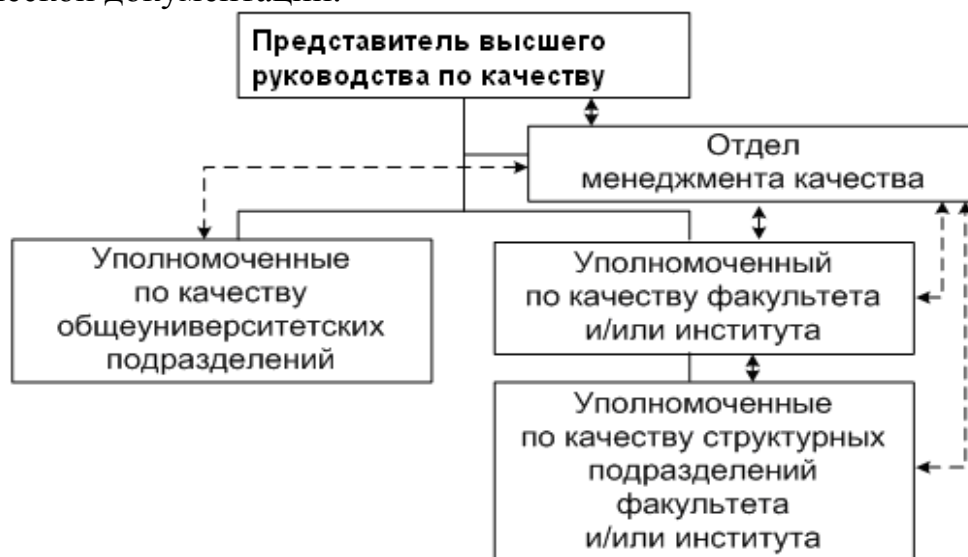 документации.
Представитель высшего
руководства по качеству
Отдел
менеджмента качества
Уполномоченные
по качеству
общеуниверситетских
подразделений
Уполномоченный
по качеству факультета
и/или института
Уполномоченные
по качеству структурных
подразделений
факультета
и/или института